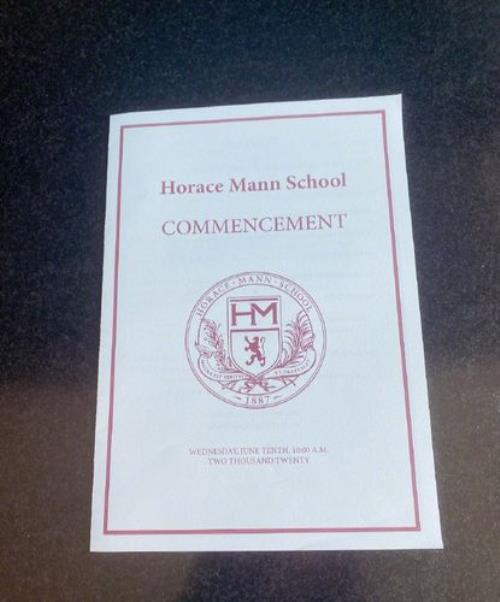 Horace Mann School
COMMENCEMENT
HORACE · MANN · SCHOOL
HM
1887
WEDNESDAY, JUNE TENTH, 10:00 A.M.
TWO THOUSAND TWENTY